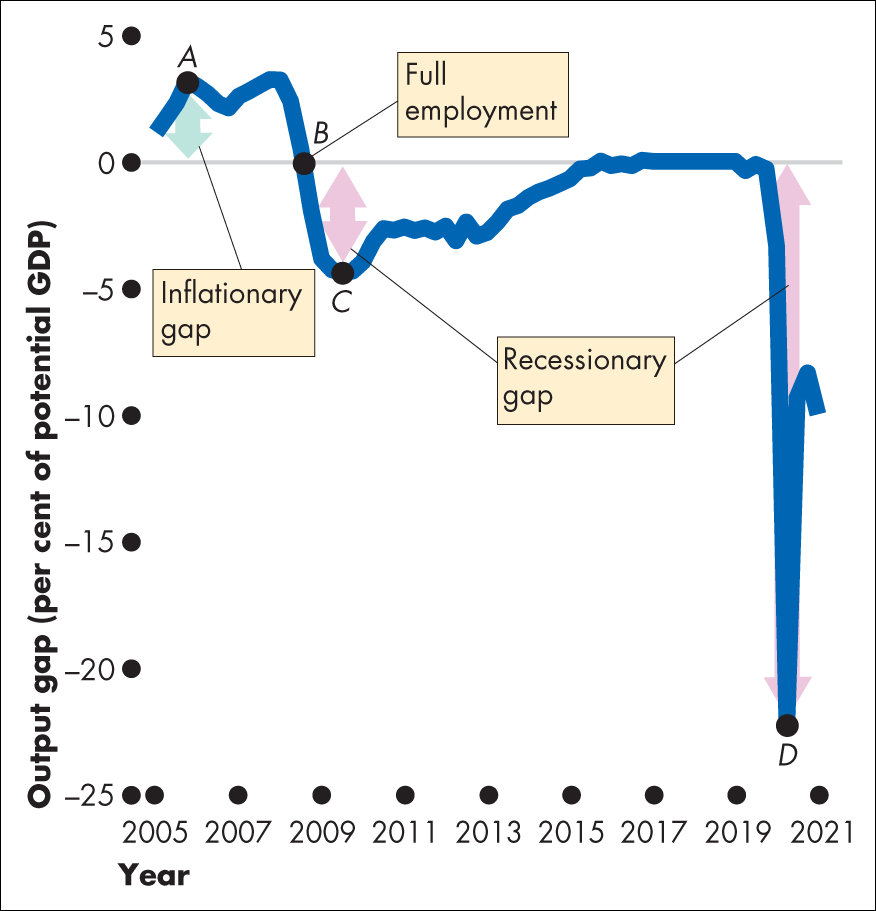 Output gap (per cent of potential GDP)
5
0
–5
–10
–15
–20
–25
A
B
C
D
Full
employment
Inflationary
gap
Recessionary
gap
2005 2007 2009 2011 2013 2015 2017 2019 2021
Year